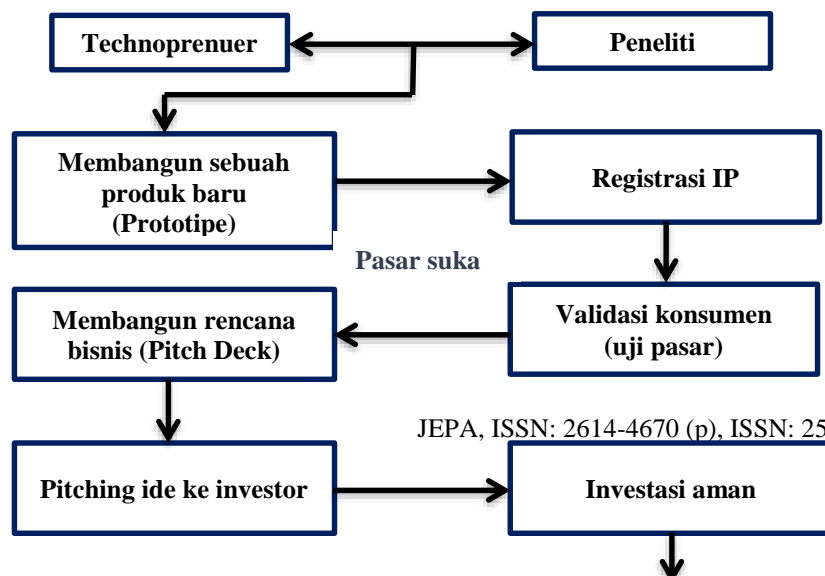 Technoprenuer
Peneliti
Membangun sebuah
produk baru
(Prototipe)
Registrasi IP
Pasar suka
Membangun rencana
bisnis (Pitch Deck)
Validasi konsumen
(uji pasar)
JEPA, ISSN: 2614-4670 (p), ISSN: 25
Pitching ide ke investor
Investasi aman